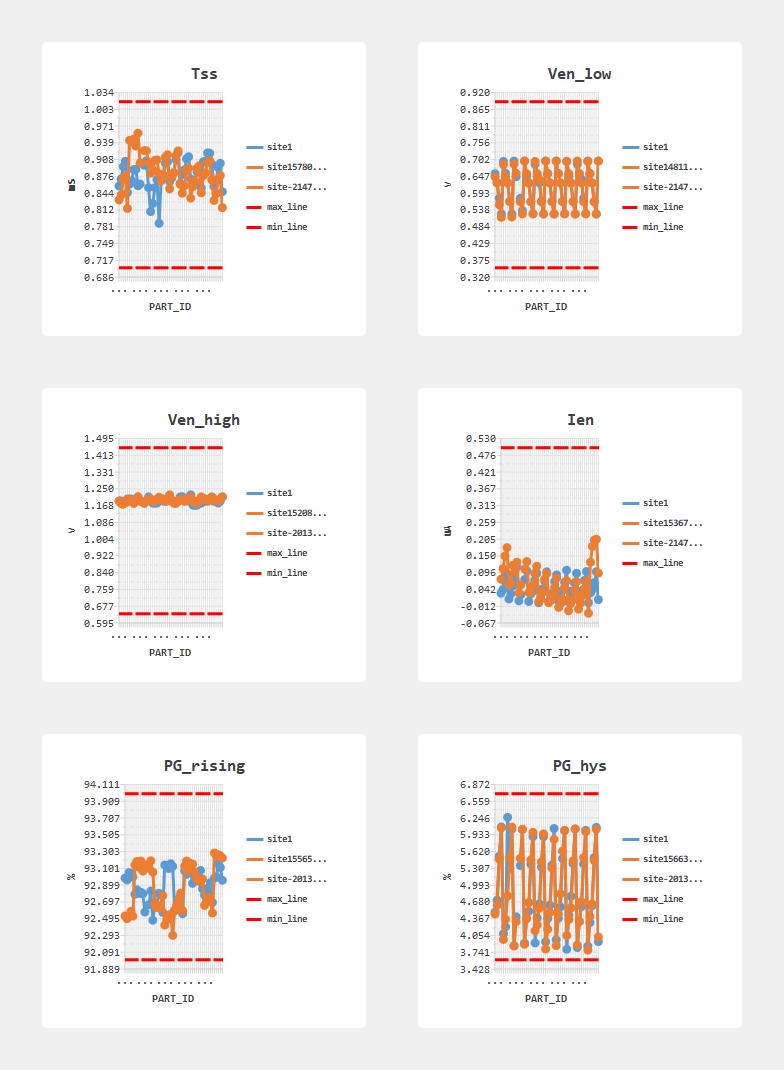 Tss
1.034
1.003
0.971
0.939
0.908
0.876
0.844
0.812
0.781
0.749
0.717
0.686
mS
... ... ... ... ...
PART_ID
site1
site15780...
site-2147...
max_line
min_line
Ven_low
0.920
0.865
0.811
0.756
0.702
0.647
0.593
0.538
0.484
0.429
0.375
0.320
V
... ... ... ... ...
PART_ID
site1
site14811...
site-2147...
max_line
min_line
Ven_high
1.495
1.413
1.331
1.250
1.168
1.086
1.004
0.922
0.840
0.759
0.677
0.595
V
... ... ... ... ...
PART_ID
site1
site15208...
site-2013...
max_line
min_line
Ien
0.530
0.476
0.421
0.367
0.313
0.259
0.205
0.150
0.096
0.042
-0.012
-0.067
... ... ... ... ...
PART_ID
site1
site15367...
site-2147...
max_line
PG_rising
94.111
93.909
93.707
93.505
93.303
93.101
92.899
92.697
92.495
92.293
92.091
91.889
%
... ... ... ... ...
PART_ID
site1
site15565...
site-2013...
max_line
min_line
PG_hys
6.872
6.559
6.246
5.933
5.620
5.307
4.993
4.680
4.367
4.054
3.741
3.428
%
... ... ... ... ...
PART_ID
site1
site15663...
site-2013...
max_line
min_line